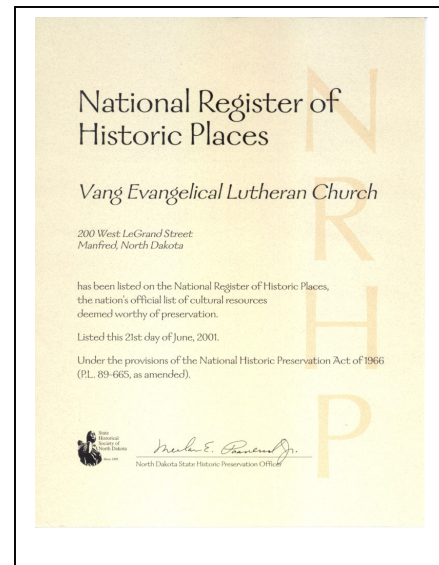 National Register of
Historic Places
Vang Evangelical Lutheran Church
200 West LeGrand Street
Manfred, North Dakota
has been listed on the National Register of Historic Places,
the nation's official list of cultural resources
deemed worthy of preservation.
Listed this 21st day of June, 2001.
Under the provisions of the National Historic Preservation Act of 1966
(P.L. 89-665, as amended).
N
R
H
P
State
Historical
Society of
North Dakota
North Dakota State Historic Preservation Officer